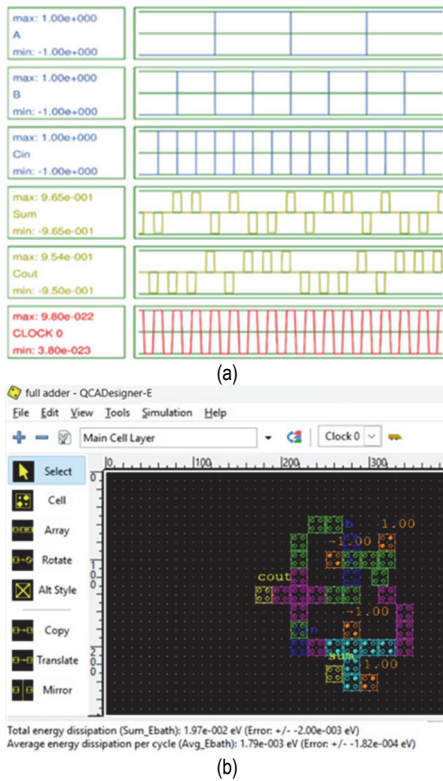 max: 1.00e+000
A
min: -1.00e+000
max: 1.00e+000
B
min: -1.00e+000
max: 1.00e+000
Cin
min: -1.00e+000
max: 9.65e-001
Sum
min: -9.65e-001
max: 9.54e-001
Cout
min: -9.50e-001
max: 9.80e-022
CLOCK 0
min: 3.80e-023
(a)
full adder - QCADesigner-E
File Edit View Tools Simulation Help
Main Cell Layer Clock 0
0 100 200 300
Select
Cell
Array
Rotate
Alt Style
Copy
Translate
Mirror
0
100
200
b 1.00
-1.00
cout
-1.00
sum
1.00
Total energy dissipation (Sum_Ebath): 1.97e-002 eV (Error: +/- -2.00e-003 eV)
Average energy dissipation per cycle (Avg_Ebath): 1.79e-003 eV (Error: +/- -1.82e-004 eV)
(b)